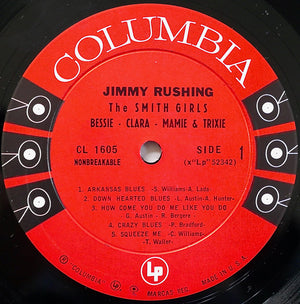 COLUMBIA
JIMMY RUSHING
The SMITH GIRLS
BESSIE - CLARA - MAMIE & TRIXIE
CL 1605 SIDE 1
NONBREAKABLE (x"Lp"52342)
1. ARKANSAS BLUES -S. Williams-A. Lada
2. DOWN HEARTED BLUES L. Austin-A. Hunter-
3. HOW COME YOU DO ME LIKE YOU DO
G. Austin - R. Bergere -
4. CRAZY BLUES - P. Bradford-
5. SQUEEZE ME - C. Williams-
-T. Waller-
® "COLUMBIA" LP MADE IN U.S.A.
MARCAS REG.